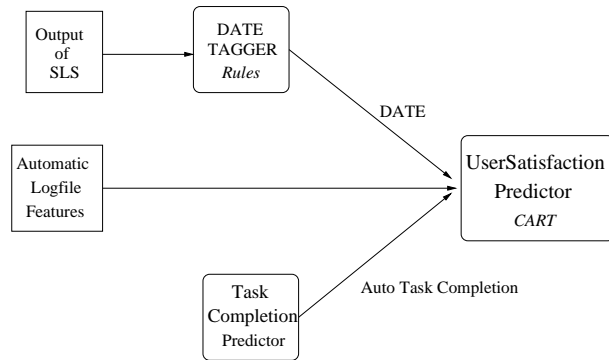 Output
of
SLS
DATE
TAGGER
Rules
DATE
Automatic
Logfile
Features
UserSatisfaction
Predictor
CART
Task
Completion
Predictor
Auto Task Completion